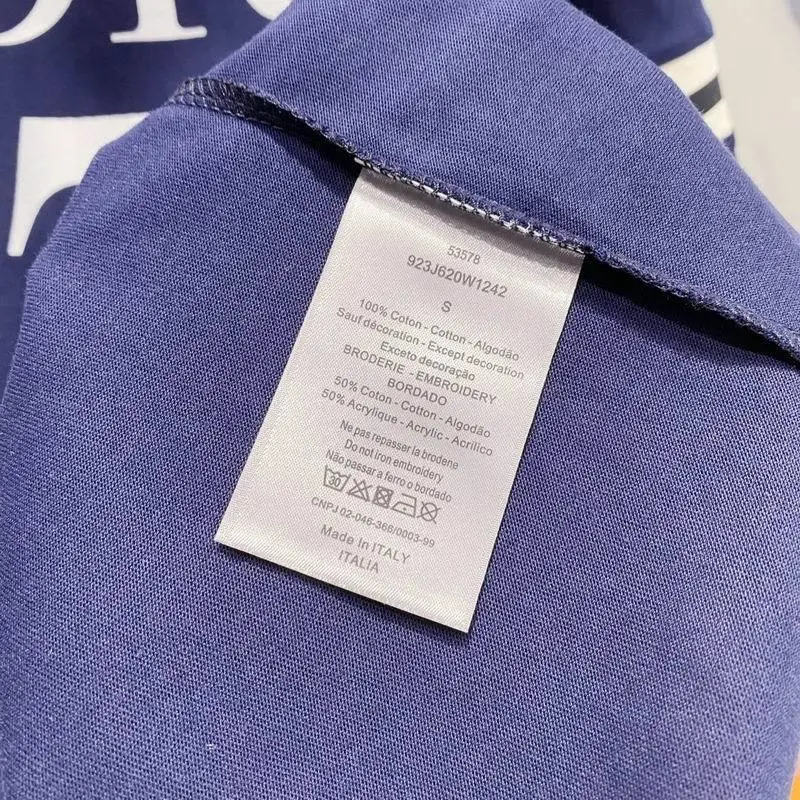 53578
923J620W1242
S
100% Coton - Cotton - Algodão
Sauf décoration - Except decoration
Exceto decoração
BRODERIE - EMBROIDERY
BORDADO
50% Coton - Cotton - Algodão
50% Acrylique - Acrylic - Acrílico
Ne pas repasser la brodene
Do not iron embroidery
Não passar a ferro o bordado
30
CNPJ 02-046-366/0003-99
Made in ITALY
ITALIA